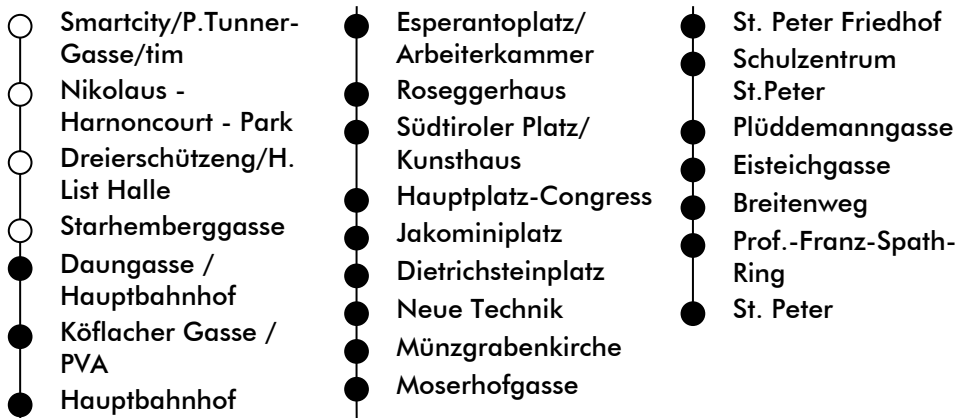 Smartcity/P.Tunner-
Gasse/tim
Nikolaus -
Harnoncourt - Park
Dreierschützeng/H.
List Halle
Starhemberggasse
Daungasse /
Hauptbahnhof
Köflacher Gasse /
PVA
Hauptbahnhof
Esperantoplatz/
Arbeiterkammer
Roseggerhaus
Südtiroler Platz/
Kunsthaus
Hauptplatz-Congress
Jakominiplatz
Dietrichsteinplatz
Neue Technik
Münzgrabenkirche
Moserhofgasse
St. Peter Friedhof
Schulzentrum
St.Peter
Plüddemanngasse
Eisteichgasse
Breitenweg
Prof.-Franz-Spath-
Ring
St. Peter